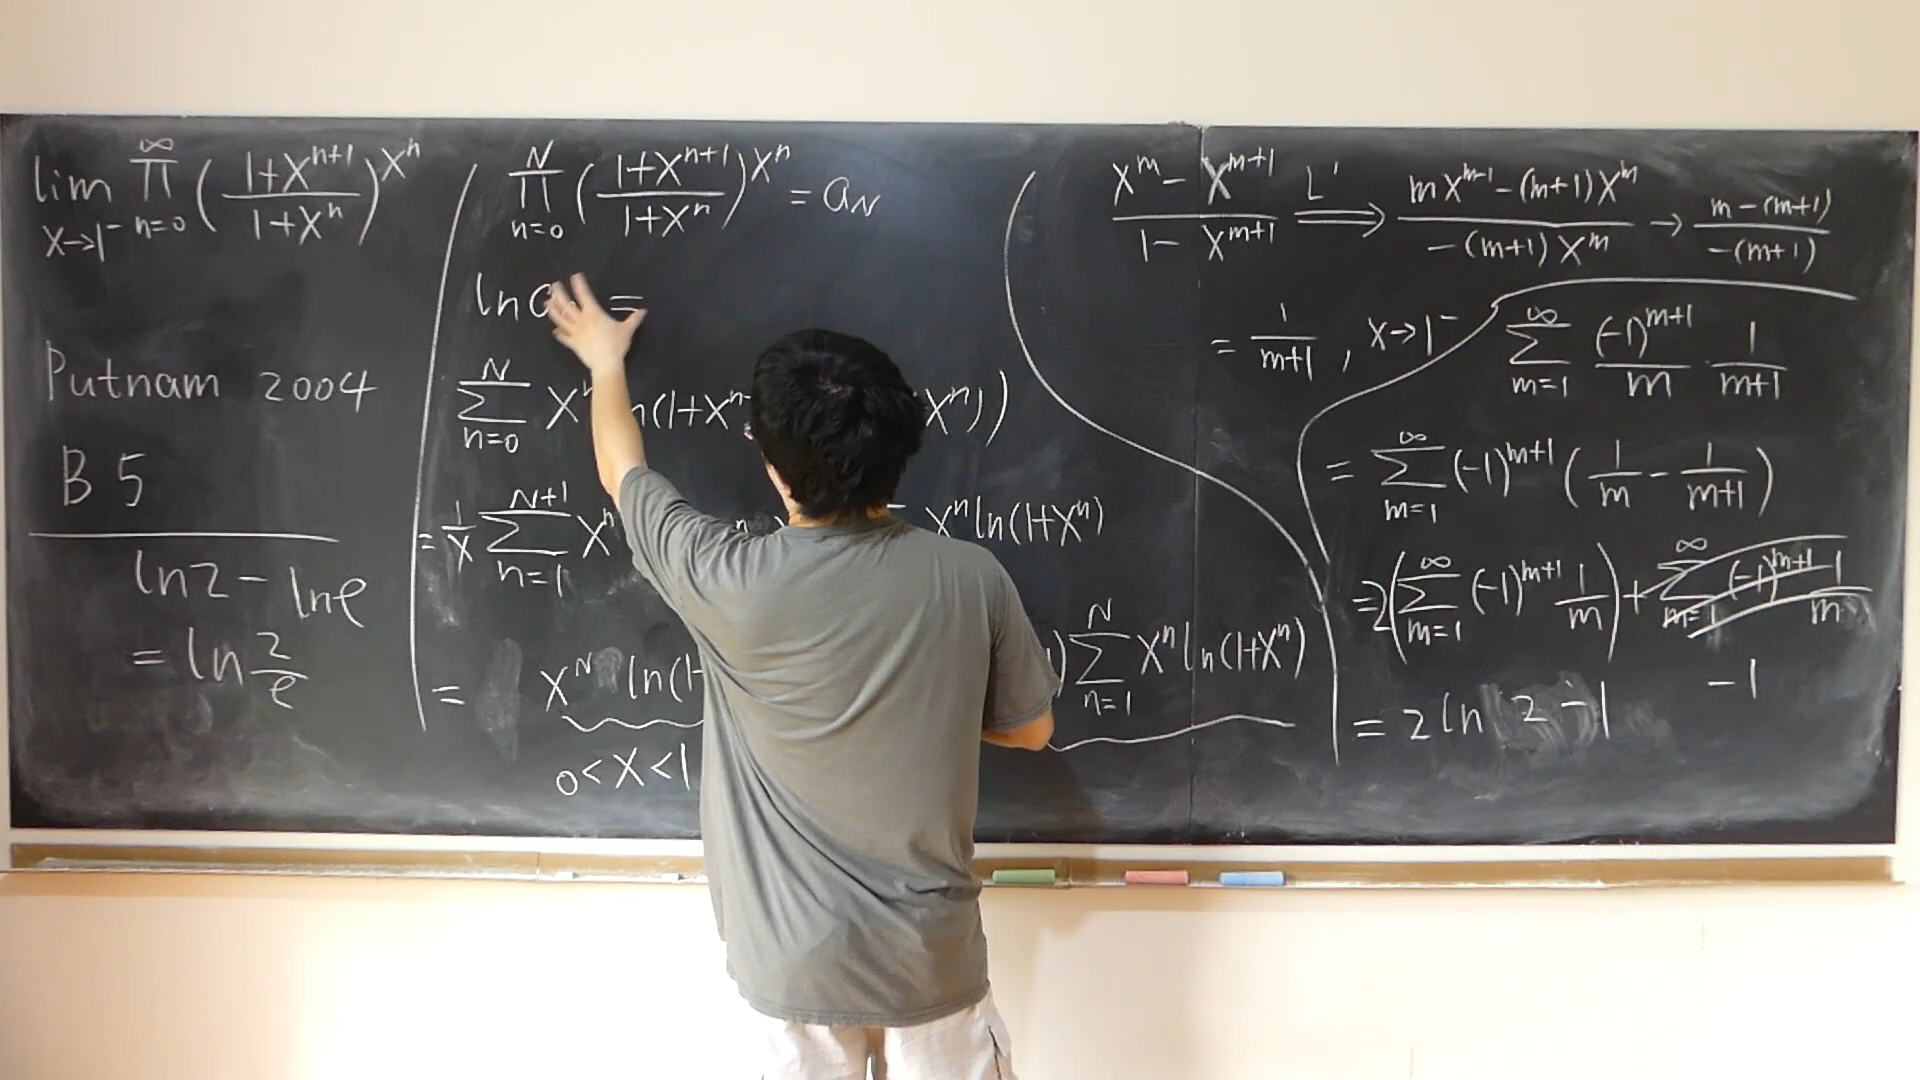 lim x→1⁻ ∏_{n=0}^{∞} ( (1+x^{n+1}) / (1+x^n) )^{x^n}
Putnam 2004
B 5
ln2 - lne
= ln 2/e
∏_{n=0}^{N} ( (1+x^{n+1}) / (1+x^n) )^{x^n} = a_N
ln =
∑_{n=0}^{N} x^n (1+x^n x^n))
= 1/x ∑_{n=1}^{N+1} x^n x^n ln(1+x^n)
= x^N ln(1 ) ∑_{n=1}^{N} x^n ln(1+x^n)
0<x<1
(x^m - x^{m+1}) / (1 - x^{m+1}) L' ⟹ (m x^{m-1} - (m+1) x^m) / (-(m+1) x^m) → (m-(m+1)) / (-(m+1))
= 1/(m+1) , x→1⁻
∑_{m=1}^{∞} (-1)^{m+1}/m · 1/(m+1)
= ∑_{m=1}^{∞} (-1)^{m+1} ( 1/m - 1/(m+1) )
=2( ∑_{m=1}^{∞} (-1)^{m+1} 1/m ) + ∑_{m=1}^{∞} (-1)^{m+1} 1/m
-1
= 2 ln 2 - 1